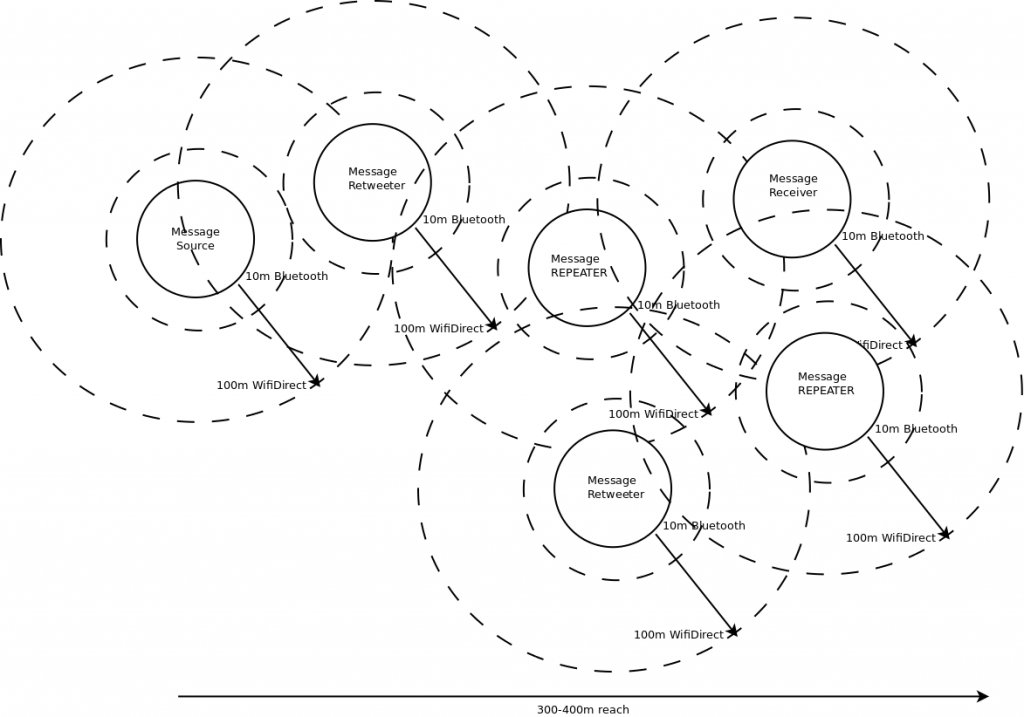 Message
Retweeter
Message
Receiver
Message
Source
10m Bluetooth
10m Bluetooth
Message
REPEATER
10m Bluetooth
10m Bluetooth
100m WifiDirect
ifiDirect
100m WifiDirect
Message
REPEATER
100m WifiDirect
10m Bluetooth
Message
Retweeter
10m Bluetooth
100m WifiDirect
100m WifiDirect
300-400m reach